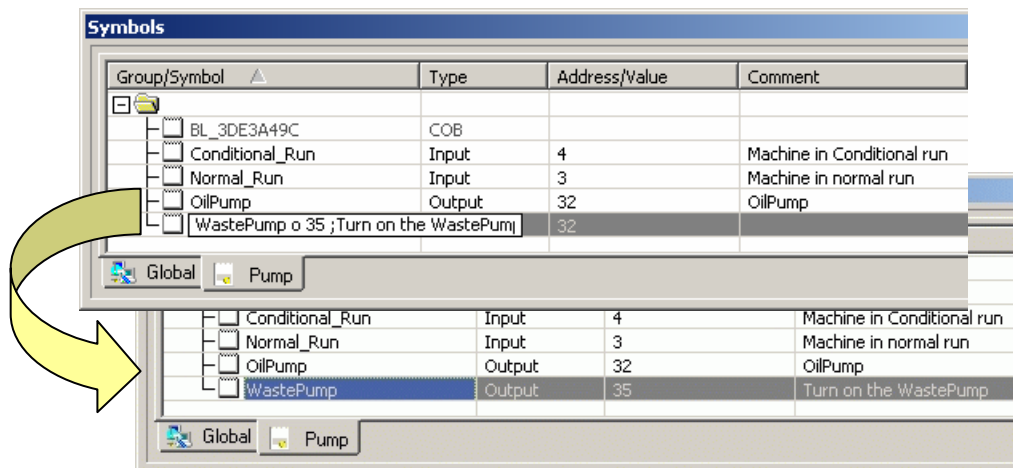 Symbols
Group/Symbol Type Address/Value Comment
BL_3DE3A49C COB
Conditional_Run Input 4 Machine in Conditional run
Normal_Run Input 3 Machine in normal run
OilPump Output 32 OilPump
WastePump o 35 ;Turn on the WastePum 32
Global Pump
Conditional_Run Input 4 Machine in Conditional run
Normal_Run Input 3 Machine in normal run
OilPump Output 32 OilPump
WastePump Output 35 Turn on the WastePump
Global Pump